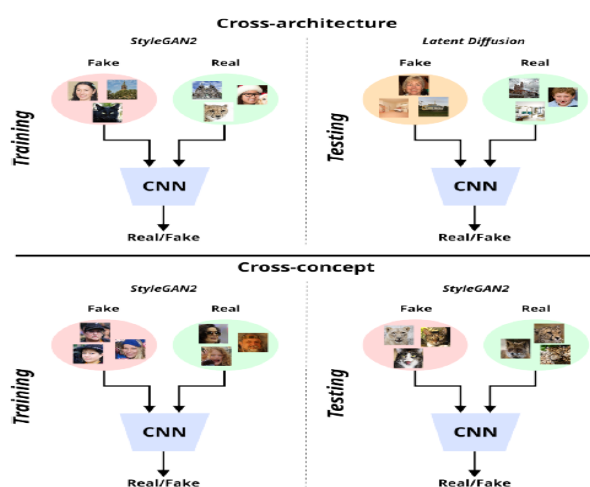 Cross-architecture
StyleGAN2
Latent Diffusion
Fake
Real
Fake
Real
Training
Testing
CNN
CNN
Real/Fake
Real/Fake
Cross-concept
StyleGAN2
StyleGAN2
Fake
Real
Fake
Real
Training
Testing
CNN
CNN
Real/Fake
Real/Fake